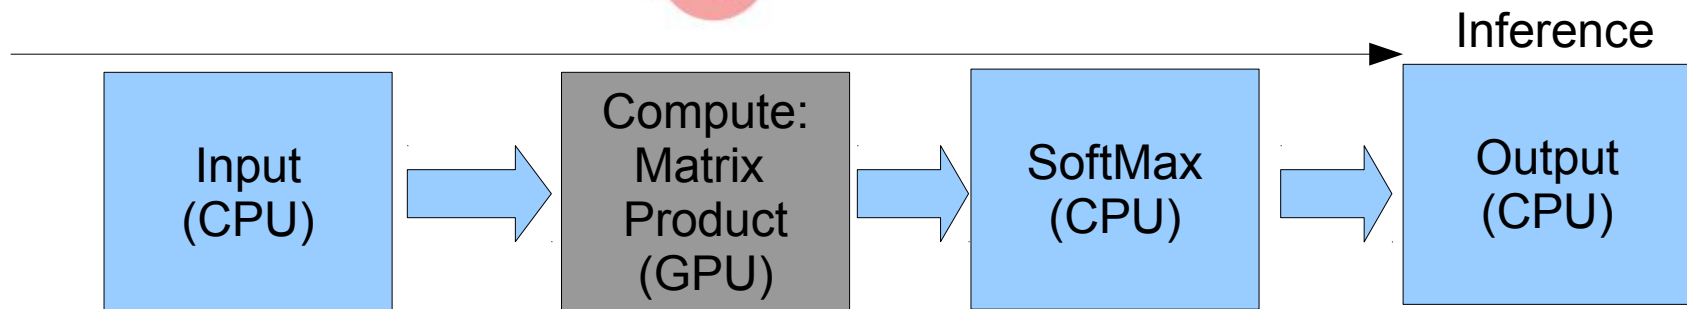 Inference
Input
(CPU)
Compute:
Matrix
Product
(GPU)
SoftMax
(CPU)
Output
(CPU)